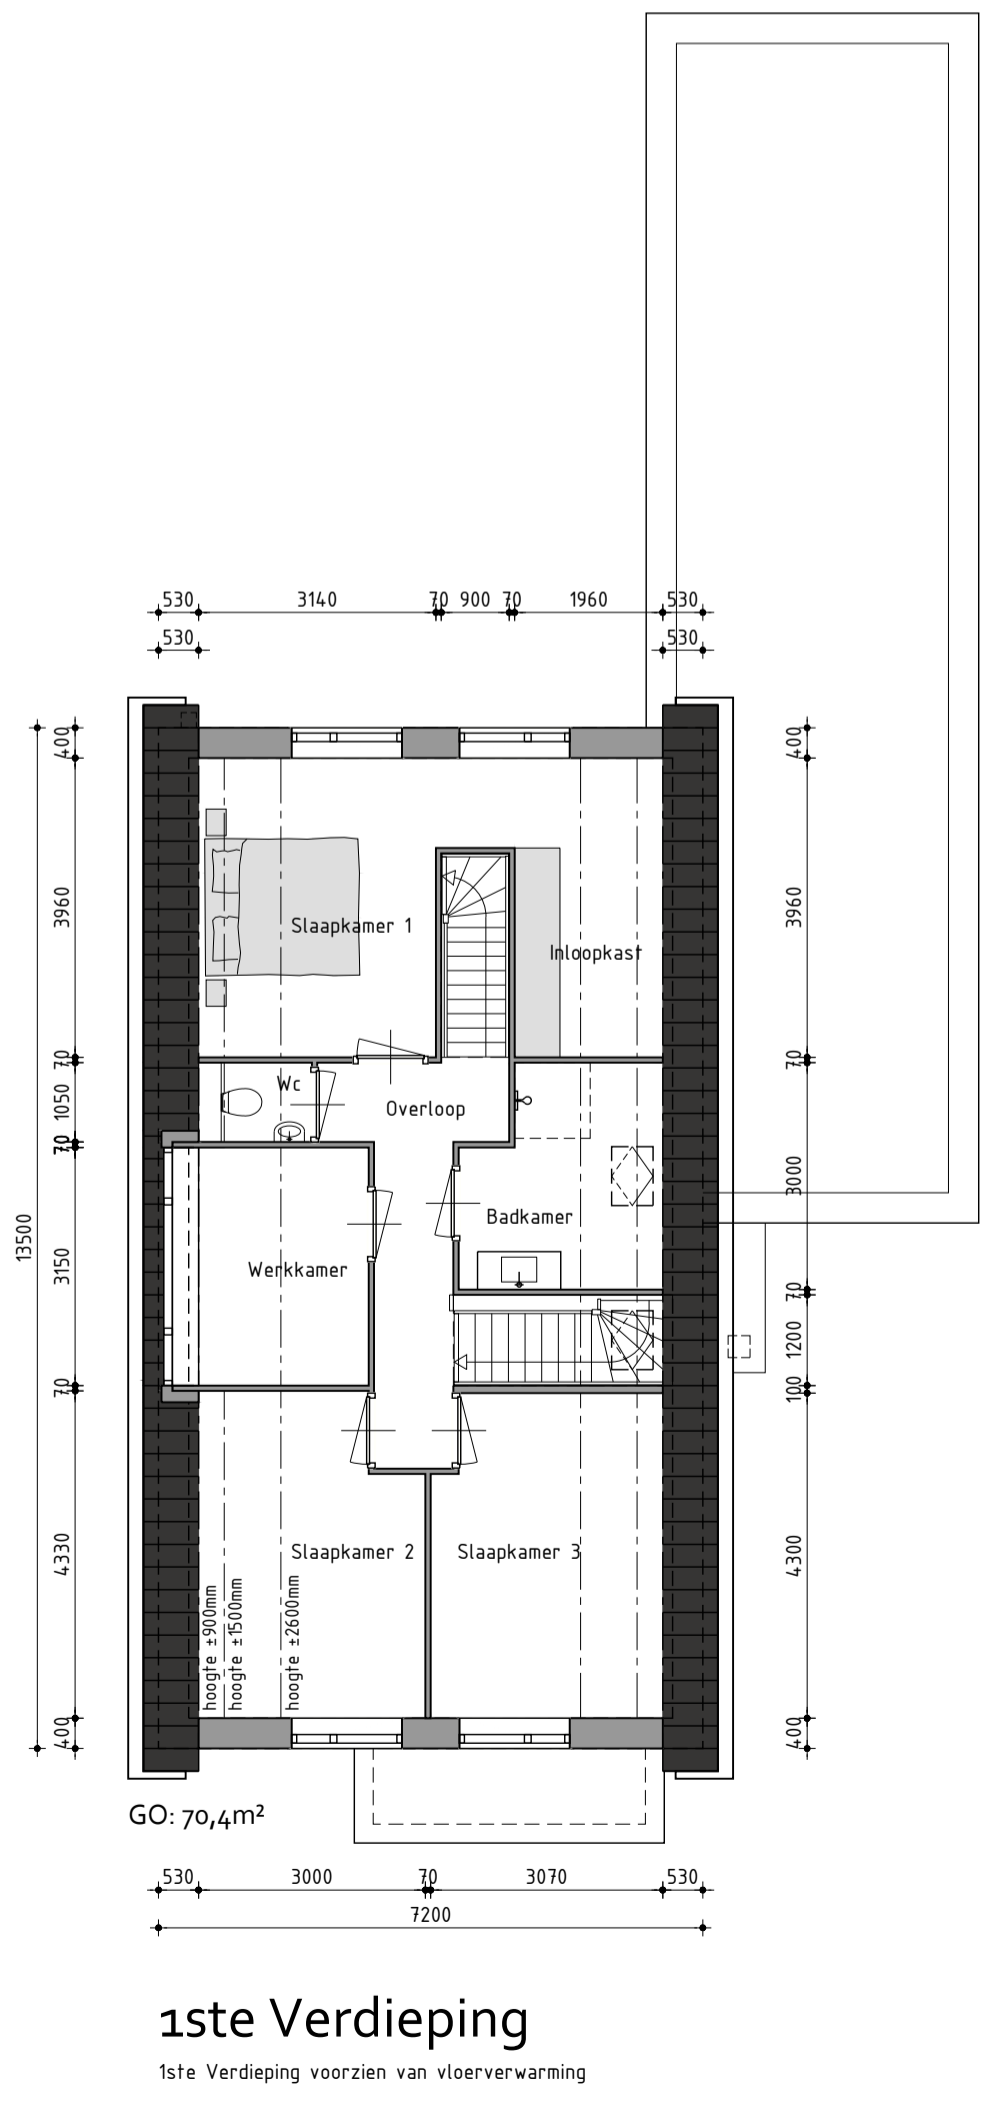 530 3140 70 900 70 1960 530
530 530
400
3960
70
1050
70
70
3150
70
4330
400
13500
400
3960
70
3000
70
1200
100
4300
400
Slaapkamer 1
Inloopkast
Wc
Overloop
Badkamer
Werkkamer
Slaapkamer 2 Slaapkamer 3
hoogte ±900mm
hoogte ±1500mm
hoogte ±2600mm
GO: 70,4m²
530 3000 70 3070 530
7200
1ste Verdieping
1ste Verdieping voorzien van vloerverwarming